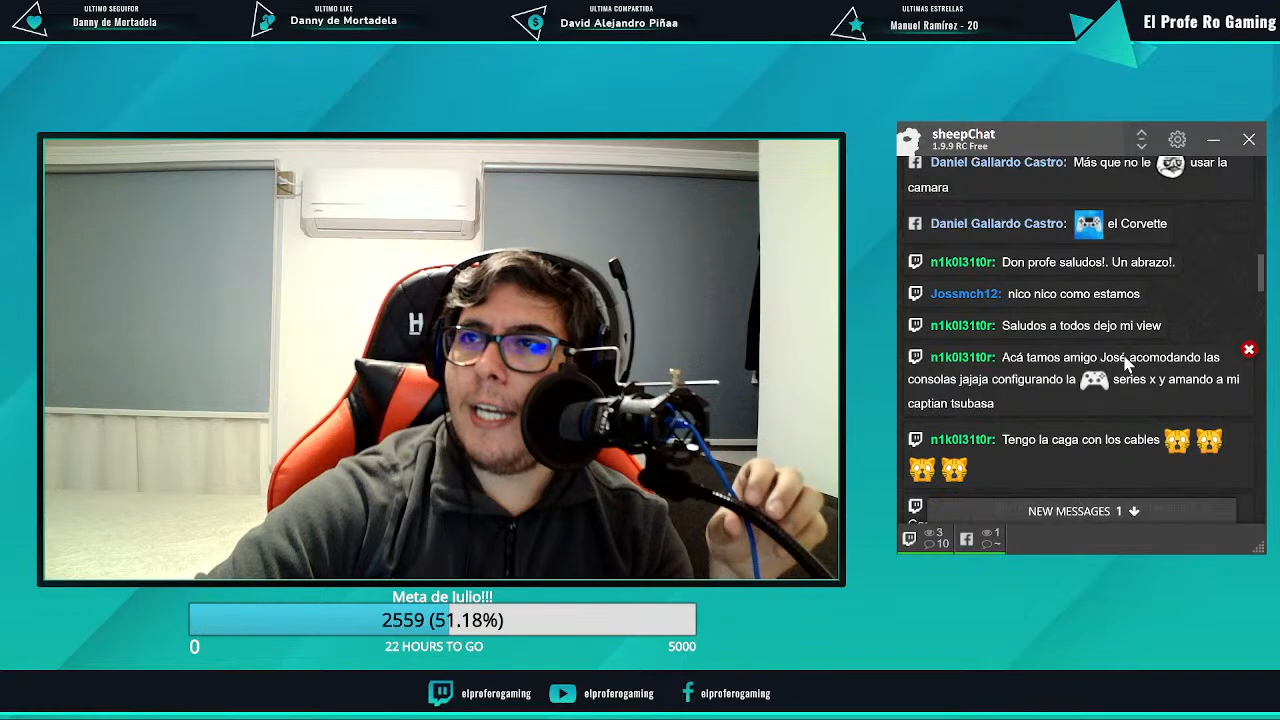 ULTIMO SEGUIFOR
Danny de Mortadela
ULTIMO LIKE
Danny de Mortadela
ULTIMA COMPARTIDA
David Alejandro Piñaa
ULTIMAS ESTRELLAS
Manuel Ramírez - 20
El Profe Ro Gaming
sheepChat
1.9.9 RC Free
Daniel Gallardo Castro: Más que no le usar la
camara
Daniel Gallardo Castro: el Corvette
n1k0l31t0r: Don profe saludos!. Un abrazo!.
Jossmch12: nico nico como estamos
n1k0l31t0r: Saludos a todos dejo mi view
n1k0l31t0r: Acá tamos amigo José acomodando las
consolas jajaja configurando la series x y amando a mi
captian tsubasa
n1k0l31t0r: Tengo la caga con los cables
NEW MESSAGES 1
3
10
1
~
H
Meta de Julio!!!
2559 (51.18%)
0
22 HOURS TO GO
5000
elproferogaming
elproferogaming
elproferogaming